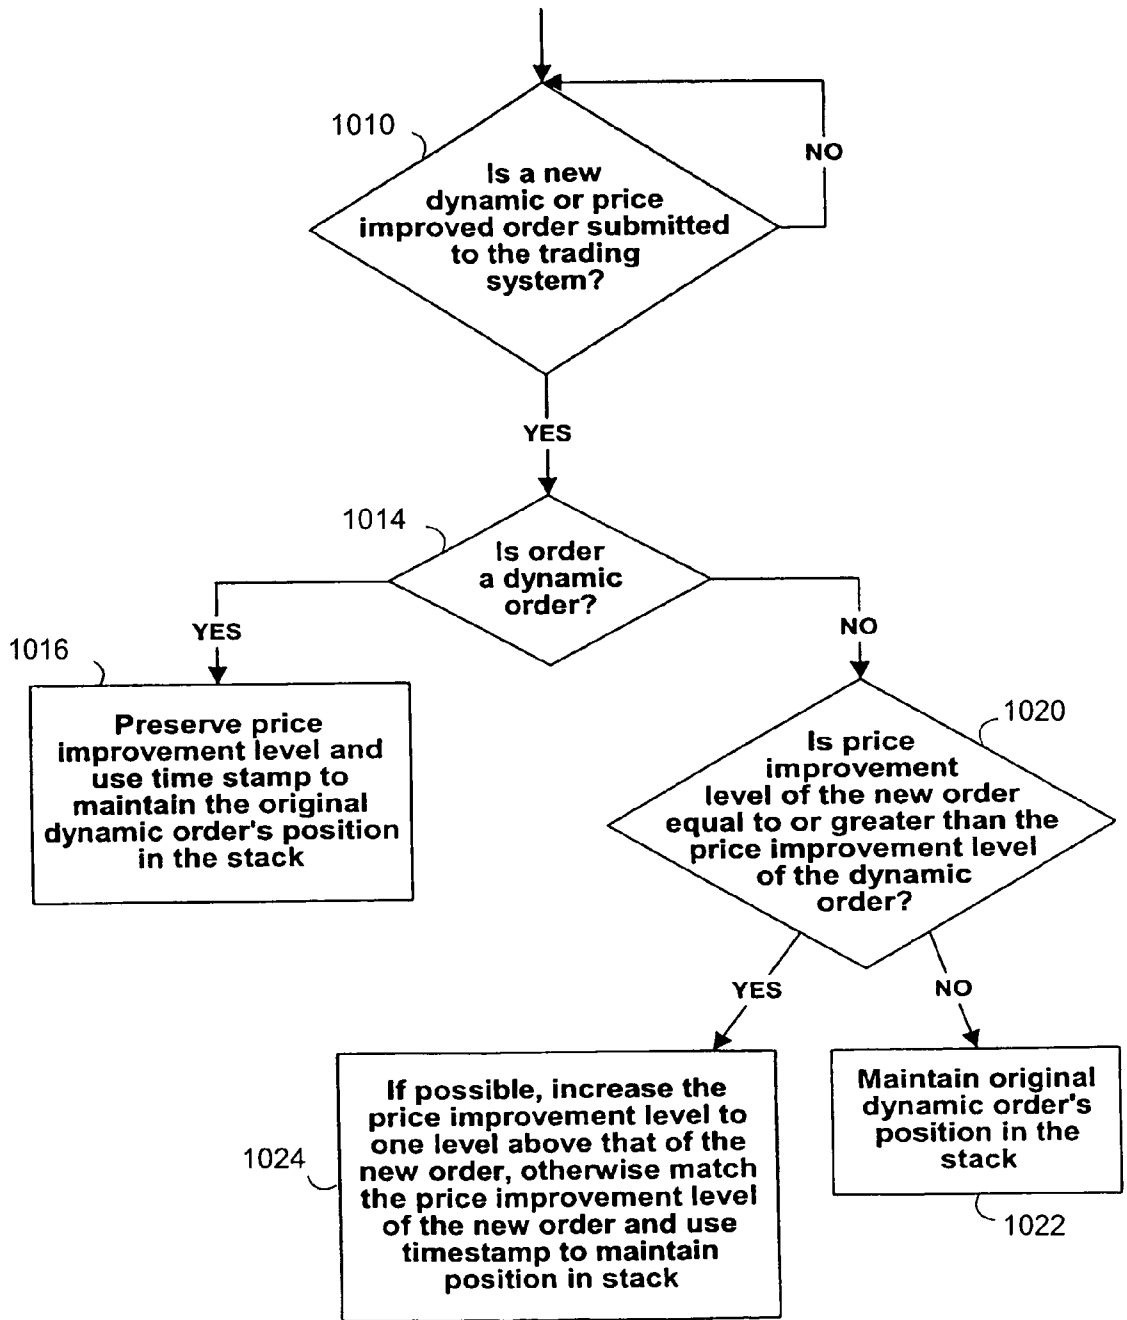 1010
Is a new
dynamic or price
improved order submitted
to the trading
system?
NO
YES
1014
Is order
a dynamic
order?
YES
NO
1016
Preserve price
improvement level and
use time stamp to
maintain the original
dynamic order's position
in the stack
1020
Is price
improvement
level of the new order
equal to or greater than the
price improvement level
of the dynamic
order?
YES
NO
1024
If possible, increase the
price improvement level to
one level above that of the
new order, otherwise match
the price improvement level
of the new order and use
timestamp to maintain
position in stack
Maintain original
dynamic order's
position in the
stack
1022